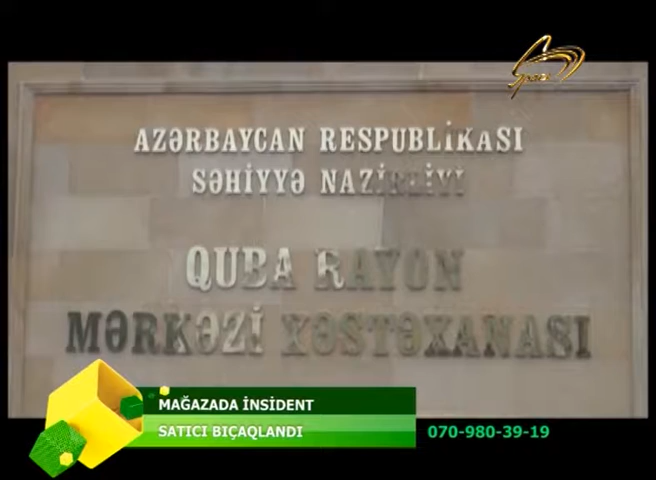 AZƏRBAYCAN RESPUBLİKASI
SƏHİYYƏ NAZİRLİYİ
QUBA RAYON
MƏRKƏZİ XƏSTƏXANASI
MAĞAZADA İNSİDENT
SATICI BIÇAQLANDI
070-980-39-19